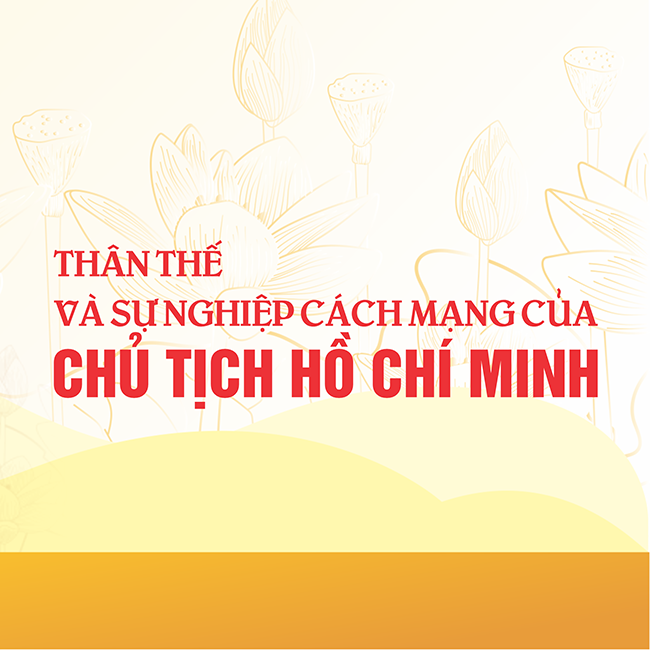 THÂN THẾ
VÀ SỰ NGHIỆP CÁCH MẠNG CỦA
CHỦ TỊCH HỒ CHÍ MINH